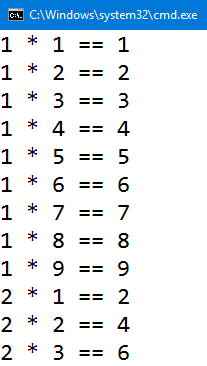 C:\Windows\system32\cmd.exe
1 * 1 == 1
1 * 2 == 2
1 * 3 == 3
1 * 4 == 4
1 * 5 == 5
1 * 6 == 6
1 * 7 == 7
1 * 8 == 8
1 * 9 == 9
2 * 1 == 2
2 * 2 == 4
2 * 3 == 6